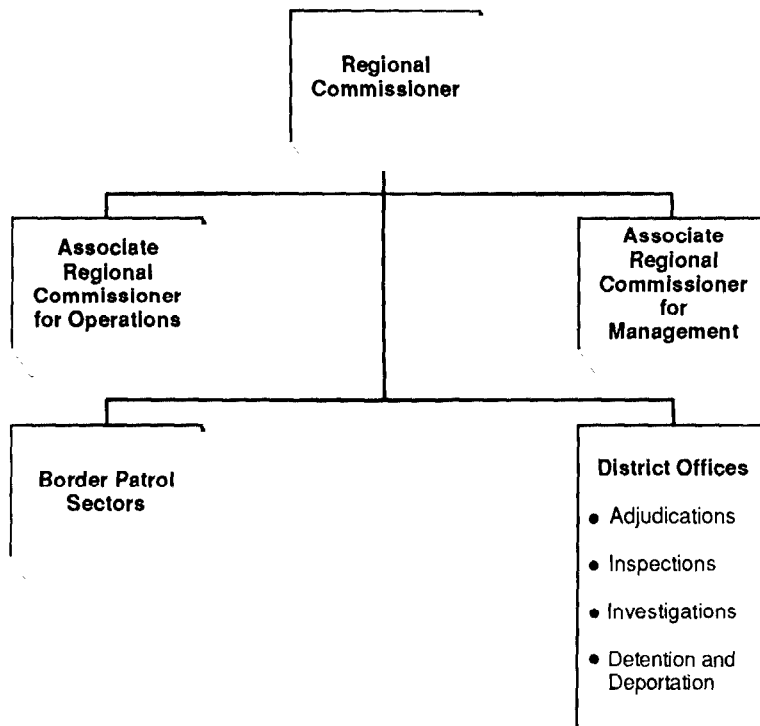 Regional
Commissioner
Associate
Regional
Commissioner
for Operations
Associate
Regional
Commissioner
for
Management
Border Patrol
Sectors
District Offices
● Adjudications
● Inspections
● Investigations
● Detention and
Deportation